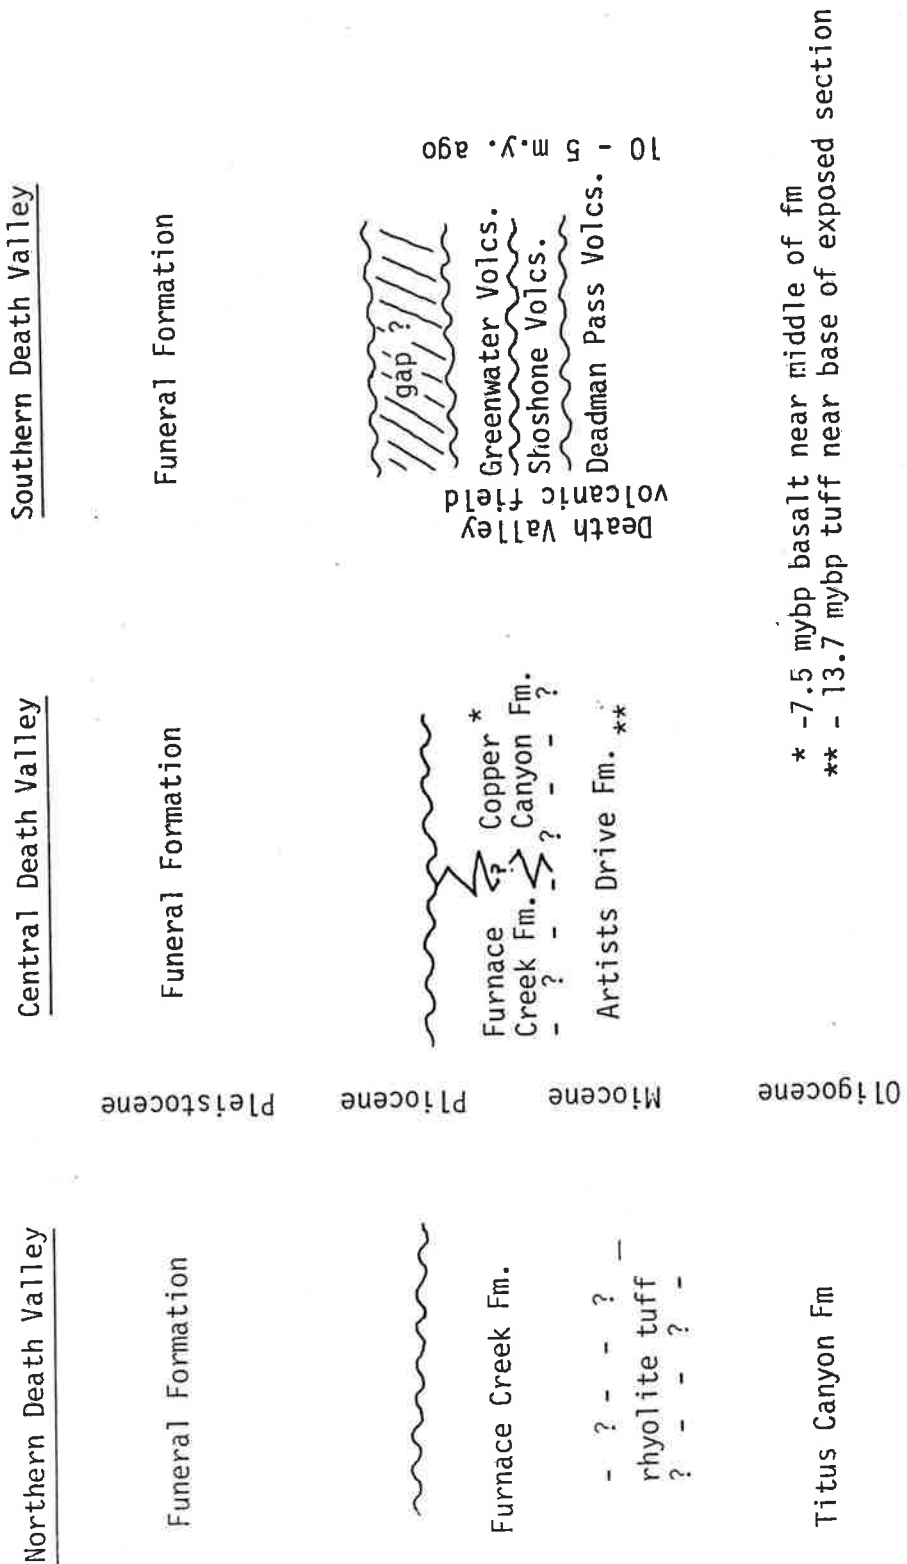 Northern Death Valley
Funeral Formation
Furnace Creek Fm.
- ? - - ? -
rhyolite tuff
? - - ? -
Titus Canyon Fm
Pleistocene
Pliocene
Miocene
Oligocene
Central Death Valley
Funeral Formation
Furnace
Creek Fm.
?
Copper *
Canyon Fm.
- ? - - - ? - - - ?
Artists Drive Fm. **
Southern Death Valley
Funeral Formation
gap ?
Death Valley
volcanic field
Greenwater Volcs.
Shoshone Volcs.
Deadman Pass Volcs.
10 - 5 m.y. ago
* -7.5 mybp basalt near middle of fm
** - 13.7 mybp tuff near base of exposed section